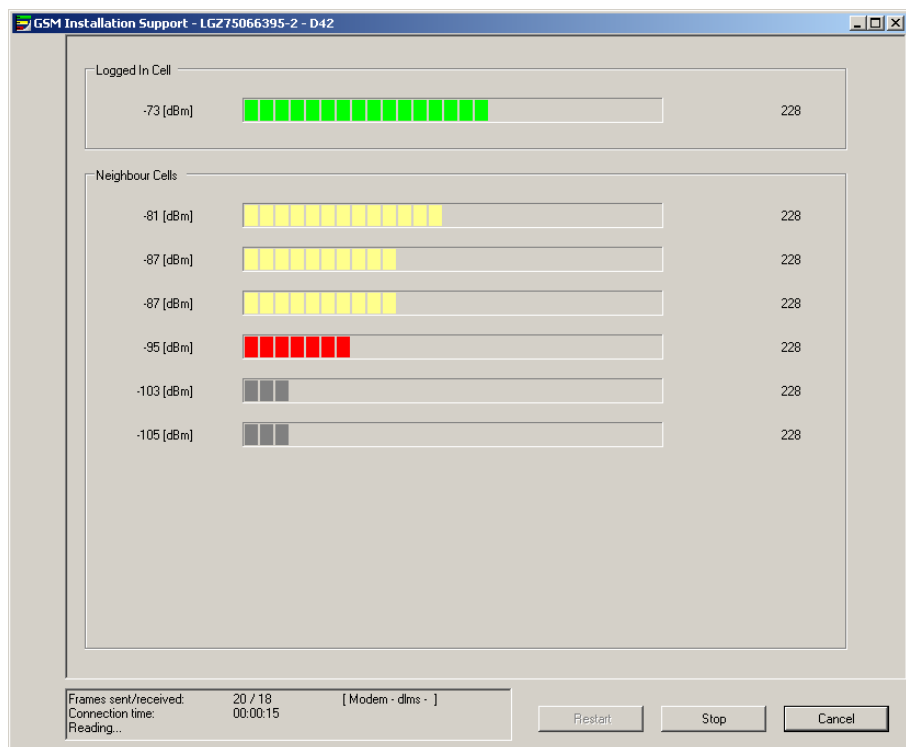 GSM Installation Support - LGZ75066395-2 - D42
Logged In Cell
-73 [dBm] 228
Neighbour Cells
-81 [dBm] 228
-87 [dBm] 228
-87 [dBm] 228
-95 [dBm] 228
-103 [dBm] 228
-105 [dBm] 228
Frames sent/received: 20 / 18 [ Modem - dlms - ]
Connection time: 00:00:15
Reading...
Restart Stop Cancel